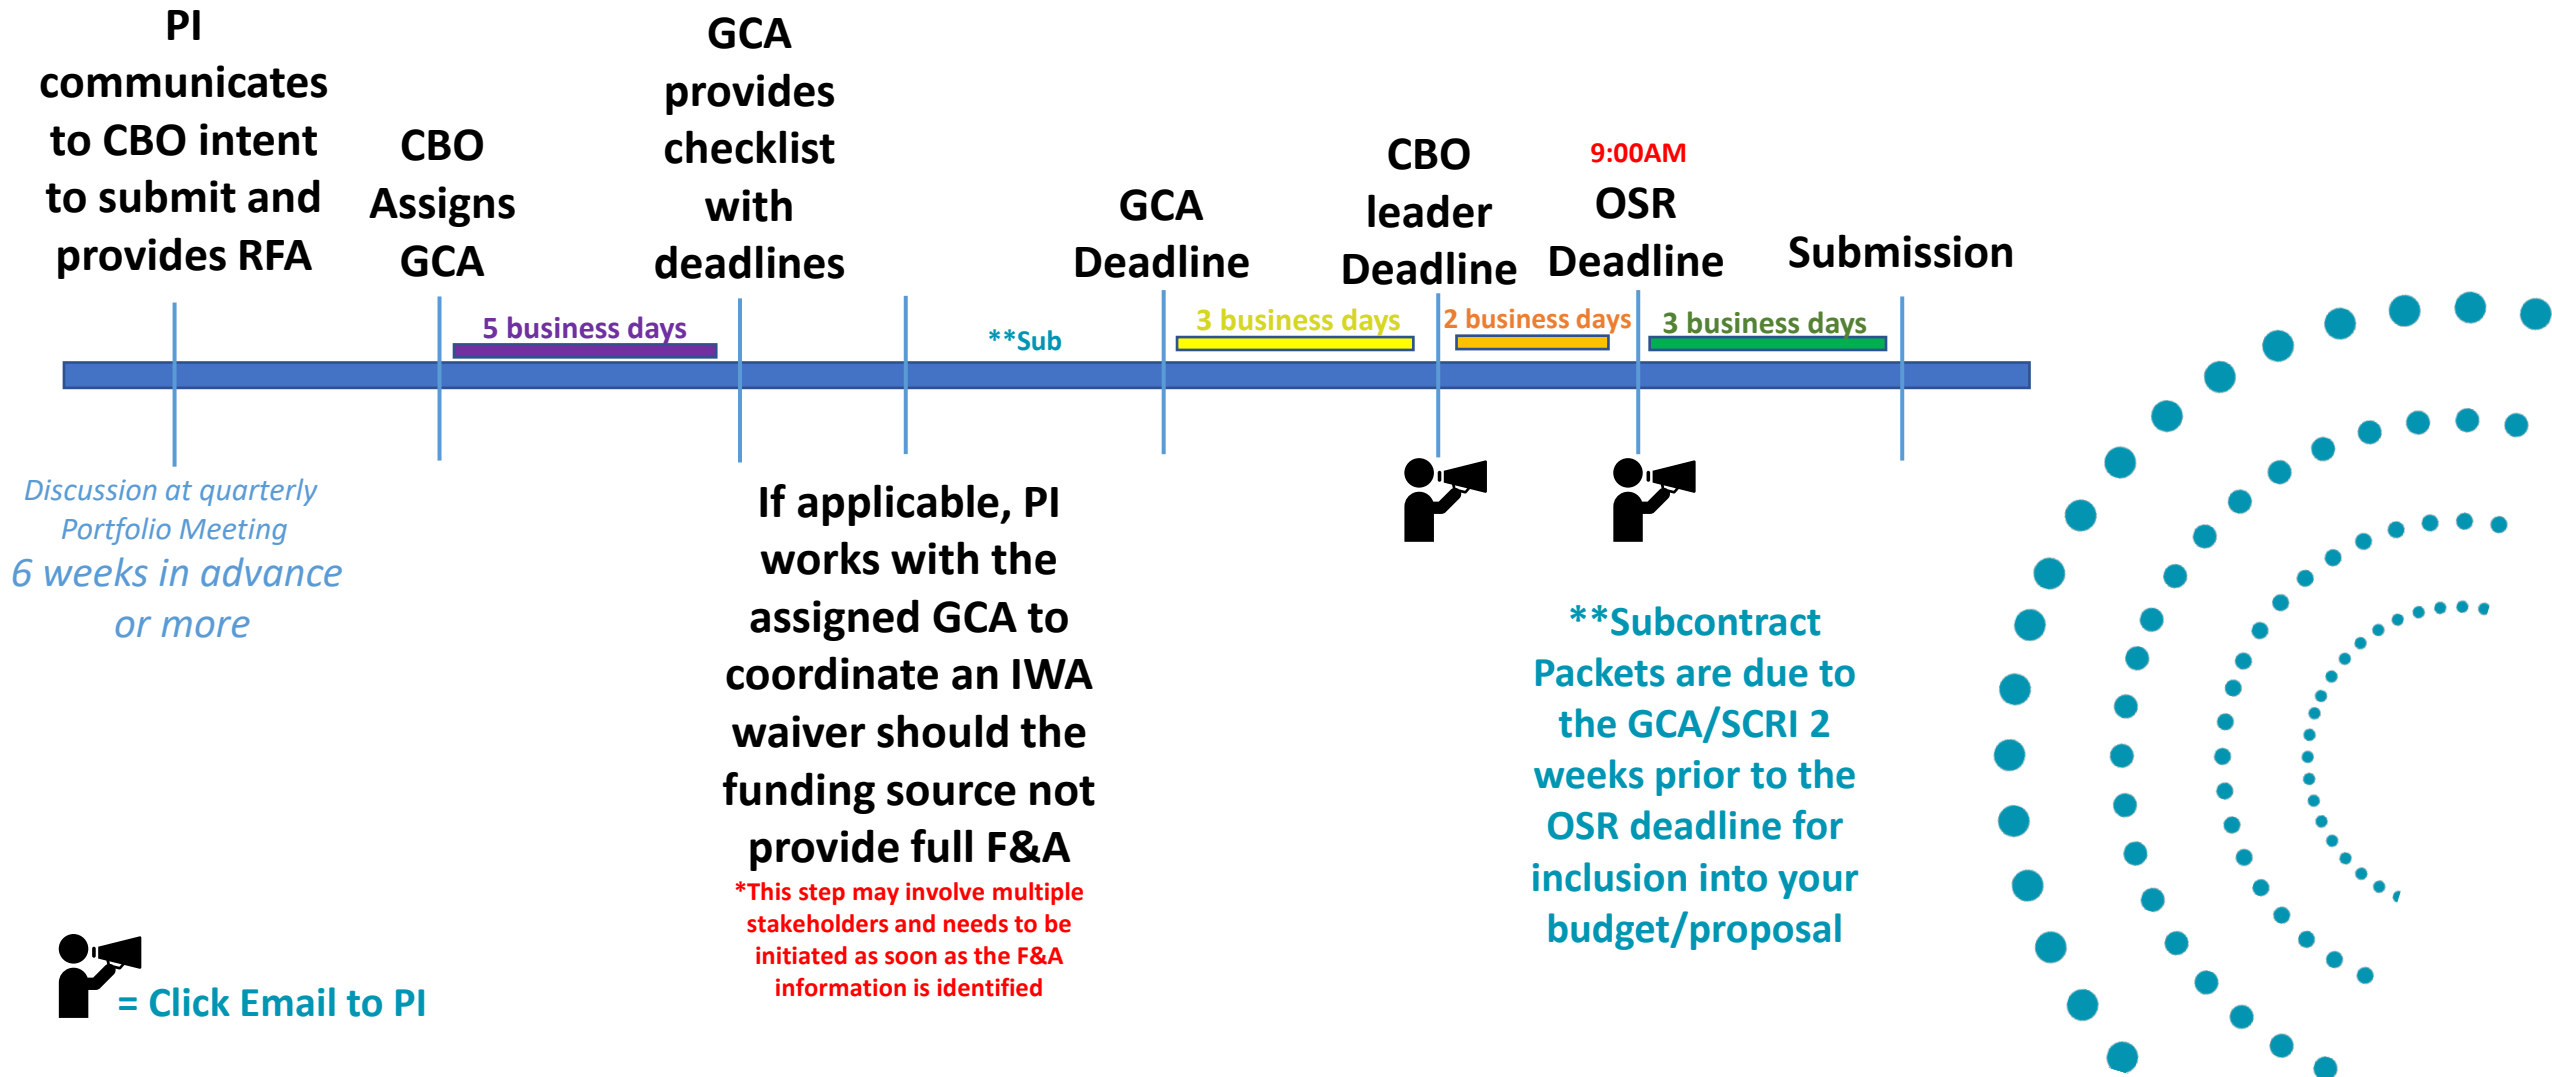 PI
communicates
to CBO intent
to submit and
provides RFA
CBO
Assigns
GCA
GCA
provides
checklist
with
deadlines
GCA
Deadline
CBO
leader
Deadline
9:00AM
OSR
Deadline
Submission
5 business days
**Sub
3 business days
2 business days
3 business days
Discussion at quarterly
Portfolio Meeting
6 weeks in advance
or more
If applicable, PI
works with the
assigned GCA to
coordinate an IWA
waiver should the
funding source not
provide full F&A
*This step may involve multiple
stakeholders and needs to be
initiated as soon as the F&A
information is identified
**Subcontract
Packets are due to
the GCA/SCRI 2
weeks prior to the
OSR deadline for
inclusion into your
budget/proposal
= Click Email to PI